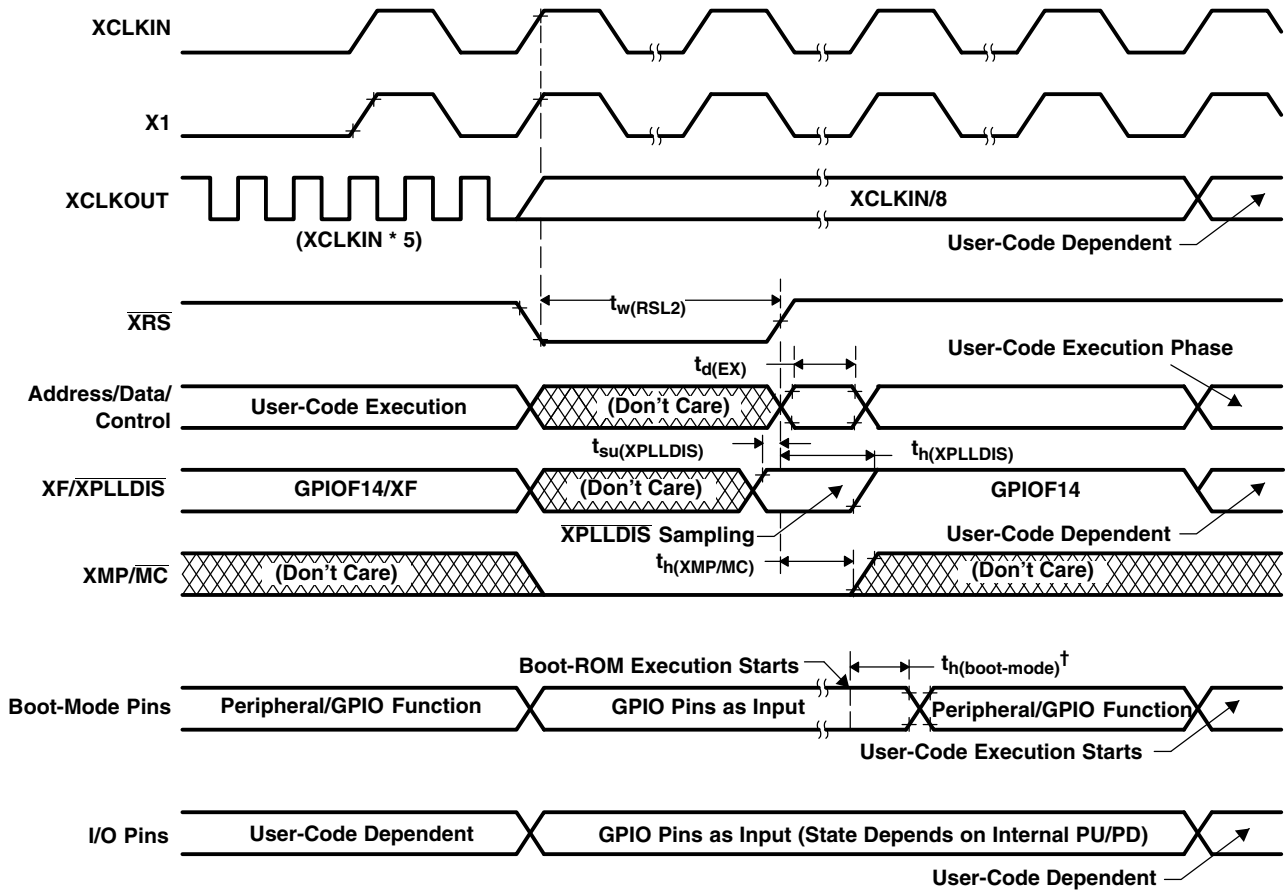 XCLKIN
X1
XCLKOUT
XCLKIN/8
(XCLKIN * 5)
User-Code Dependent
XRS
tw(RSL2)
td(EX)
User-Code Execution Phase
Address/Data/
Control
User-Code Execution
(Don't Care)
tsu(XPLLDIS)
th(XPLLDIS)
XF/XPLLDIS
GPIOF14/XF
(Don't Care)
GPIOF14
XPLLDIS Sampling
User-Code Dependent
XMP/MC
(Don't Care)
th(XMP/MC)
(Don't Care)
Boot-ROM Execution Starts
th(boot-mode)†
Boot-Mode Pins
Peripheral/GPIO Function
GPIO Pins as Input
Peripheral/GPIO Function
User-Code Execution Starts
I/O Pins
User-Code Dependent
GPIO Pins as Input (State Depends on Internal PU/PD)
User-Code Dependent